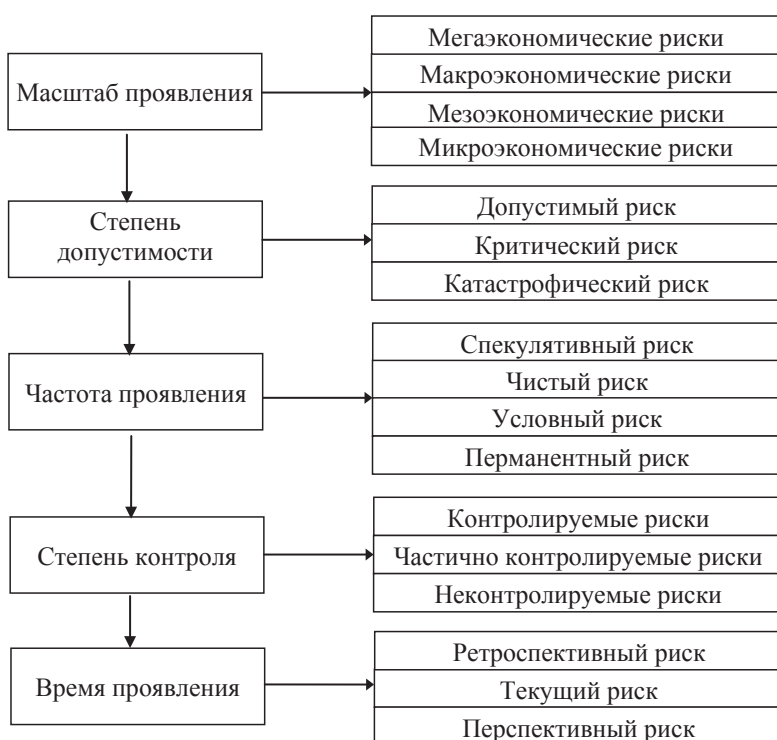 Масштаб проявления
Мегаэкономические риски
Макроэкономические риски
Мезоэкономические риски
Микроэкономические риски
Степень
допустимости
Допустимый риск
Критический риск
Катастрофический риск
Частота проявления
Спекулятивный риск
Чистый риск
Условный риск
Перманентный риск
Степень контроля
Контролируемые риски
Частично контролируемые риски
Неконтролируемые риски
Время проявления
Ретроспективный риск
Текущий риск
Перспективный риск